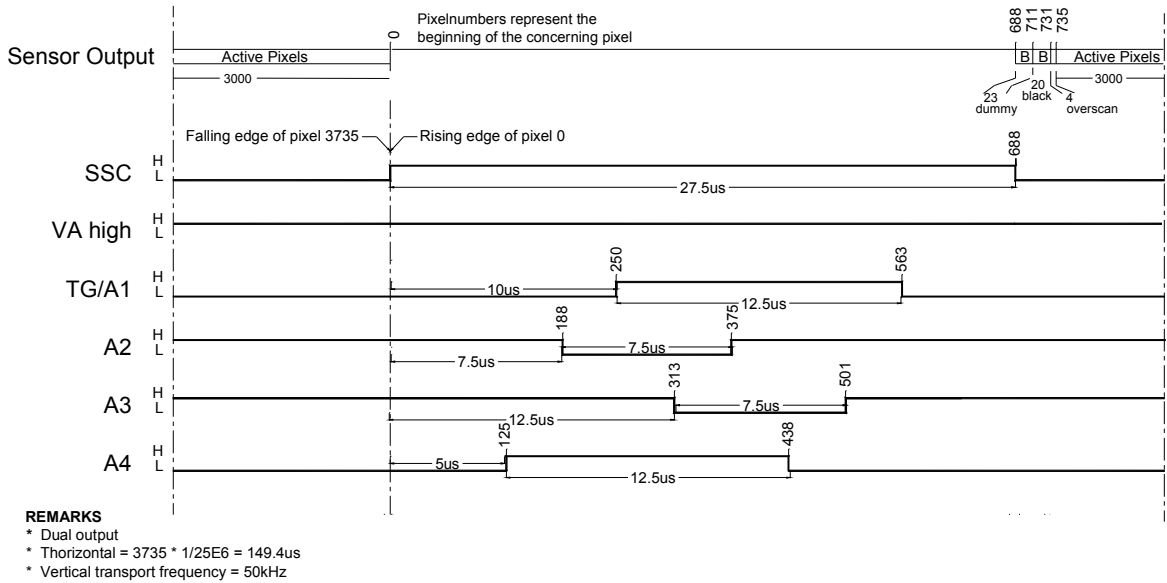 Pixelnumbers represent the
beginning of the concerning pixel
0
688
711
731
735
Sensor Output
Active Pixels
B
B
Active Pixels
3000
23
dummy
20
black
4
overscan
3000
Falling edge of pixel 3735
Rising edge of pixel 0
SSC
H
L
688
27.5us
VA high
H
L
TG/A1
H
L
250
563
10us
12.5us
A2
H
L
188
375
7.5us
7.5us
A3
H
L
313
501
7.5us
12.5us
A4
H
L
125
438
5us
12.5us
REMARKS
* Dual output
* Thorizontal = 3735 * 1/25E6 = 149.4us
* Vertical transport frequency = 50kHz